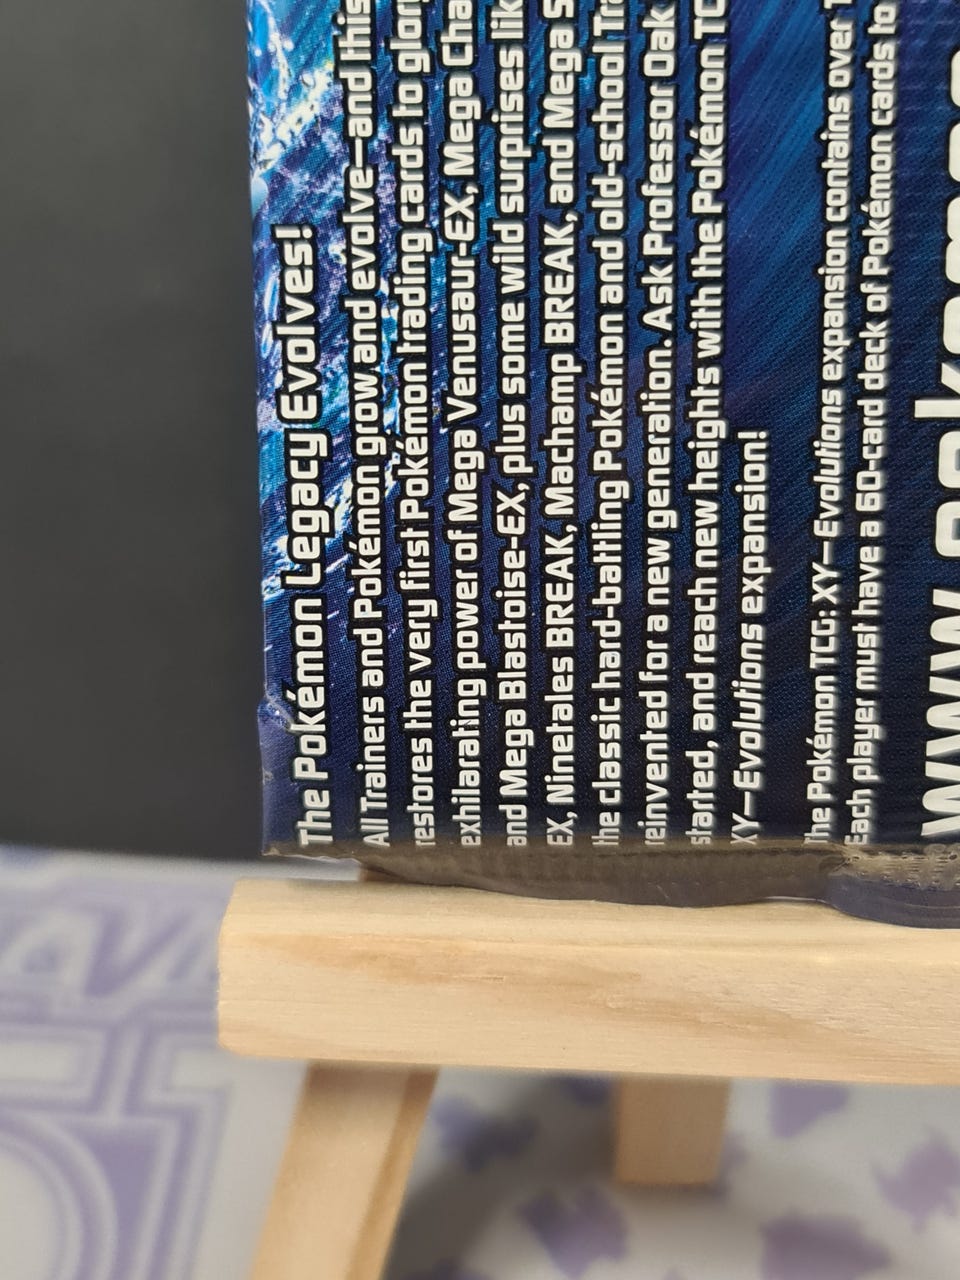 The Pokémon Legacy Evolves!
All Trainers and Pokémon grow and evolve—and this
restores the very first Pokémon trading cards to glory
exhilarating power of Mega Venusaur-EX, Mega Cha
and Mega Blastoise-EX, plus some wild surprises lik
EX, Ninetales BREAK, Machamp BREAK, and Mega S
the classic hard-battling Pokémon and old-school Tra
reinvented for a new generation. Ask Professor Oak
started, and reach new heights with the Pokémon TC
XY—Evolutions expansion!
The Pokémon TCG: XY—Evolutions expansion contains over 1
Each player must have a 60-card deck of Pokémon cards to